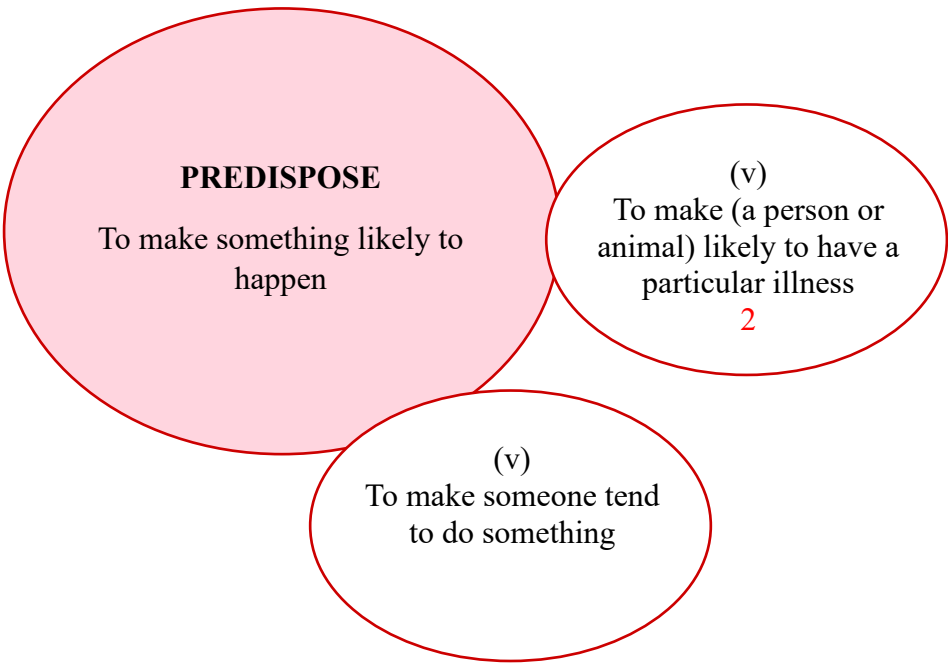 PREDISPOSE
To make something likely to
happen
(v)
To make (a person or
animal) likely to have a
particular illness
2
(v)
To make someone tend
to do something